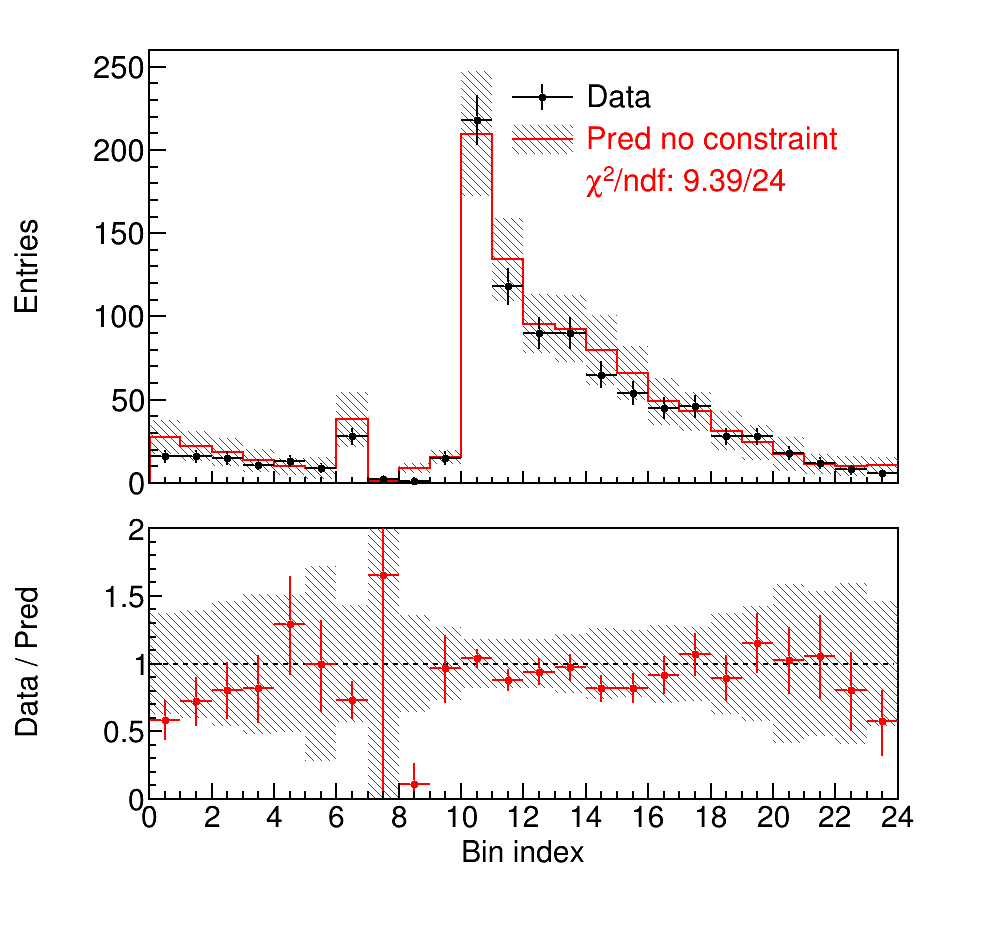 Entries
250
200
150
100
50
0
Data
Pred no constraint
χ²/ndf: 9.39/24
Data / Pred
2
1.5
1
0.5
0
0 2 4 6 8 10 12 14 16 18 20 22 24
Bin index